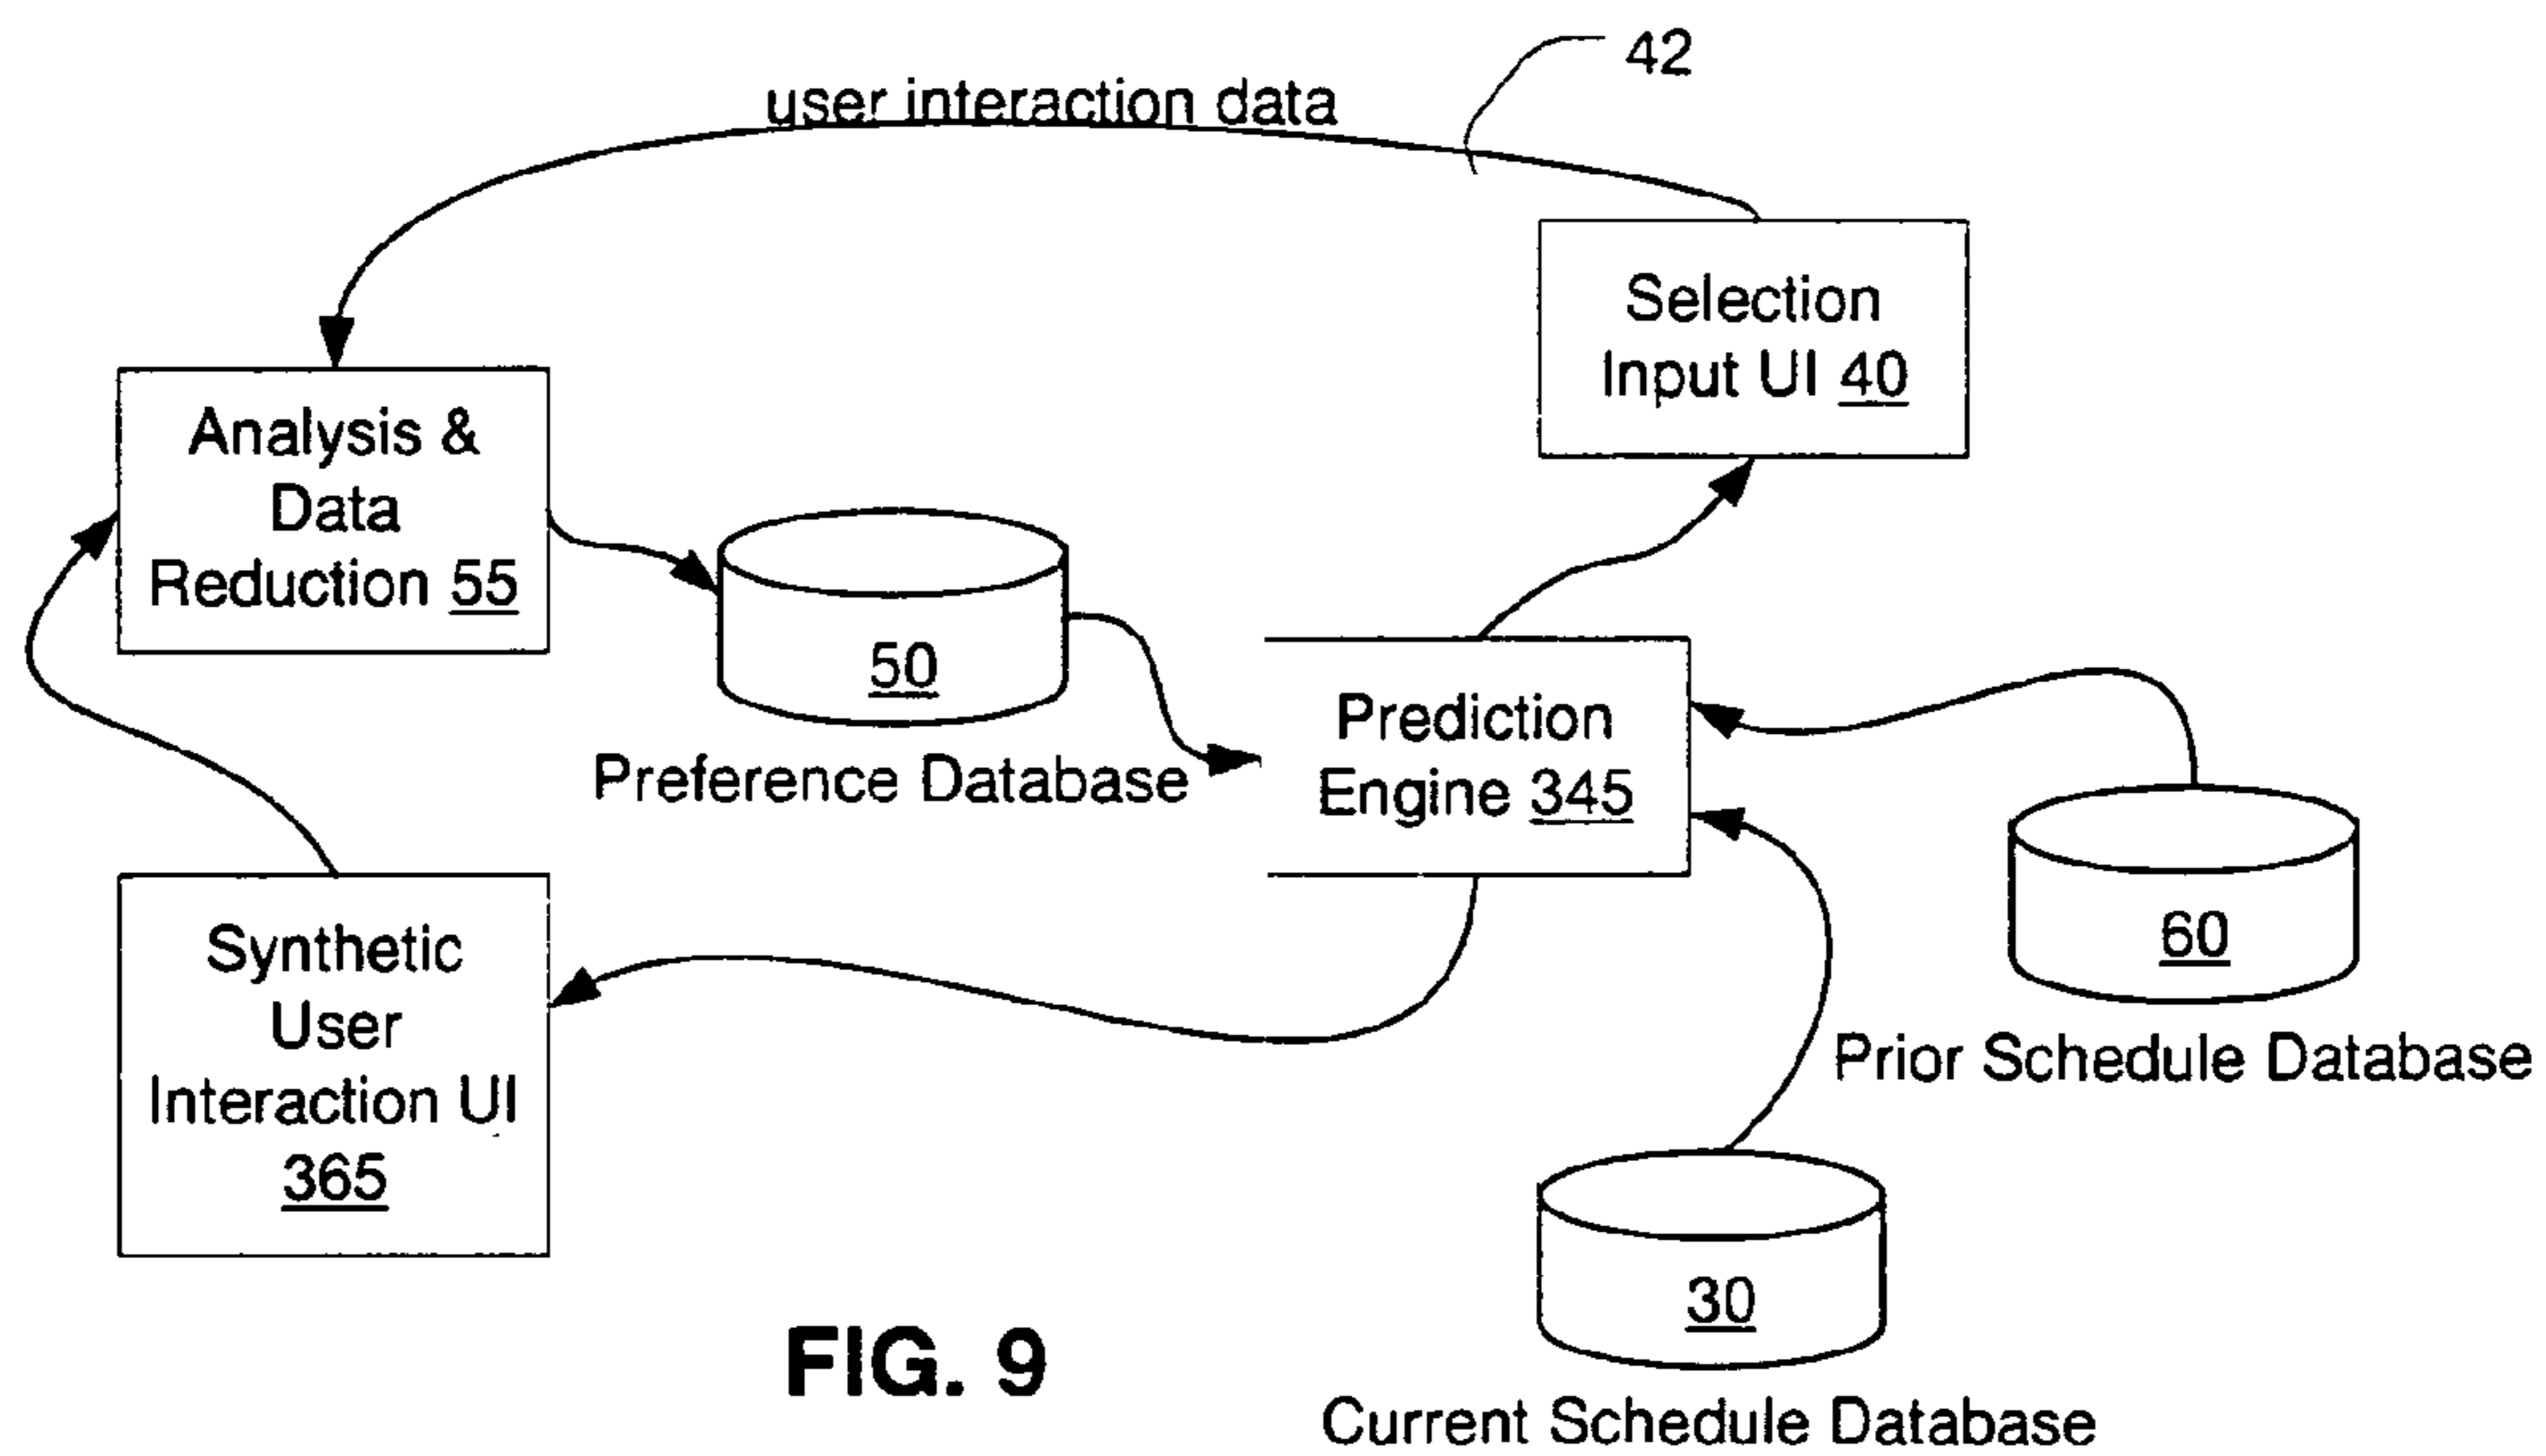 42
user interaction data
Selection
Input UI 40
Analysis &
Data
Reduction 55
50
Preference Database
Prediction
Engine 345
60
Prior Schedule Database
Synthetic
User
Interaction UI
365
30
Current Schedule Database
FIG. 9